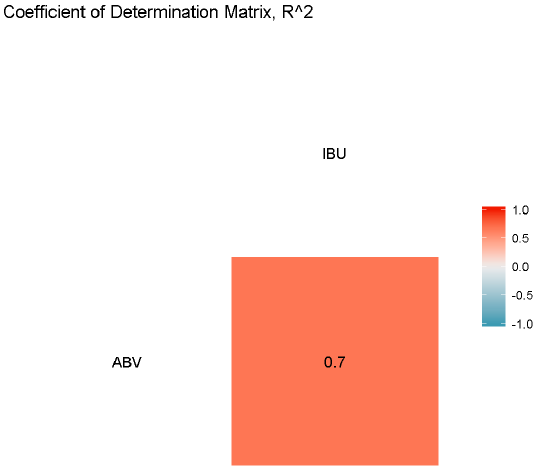 Coefficient of Determination Matrix, R^2
IBU
1.0
0.5
0.0
-0.5
-1.0
ABV
0.7